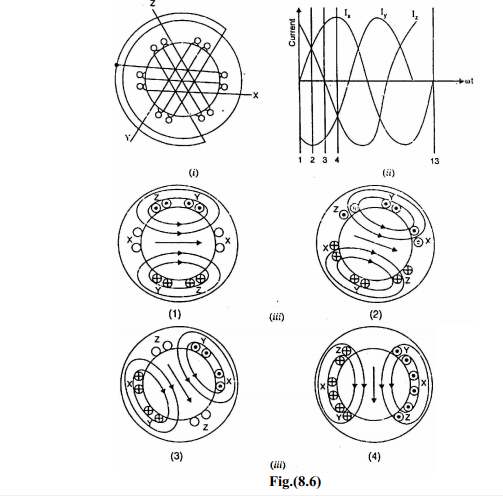 Z
X
Y
(i)
Current
Ix Iy Iz
ωt
1 2 3 4 13
(ii)
Z Y
X X
Y Z
(1)
Z Y
X X
Y Z
(2)
(iii)
Z Y
X X
Y Z
(3)
Z Y
X X
Y Z
(4)
(iii)
Fig.(8.6)